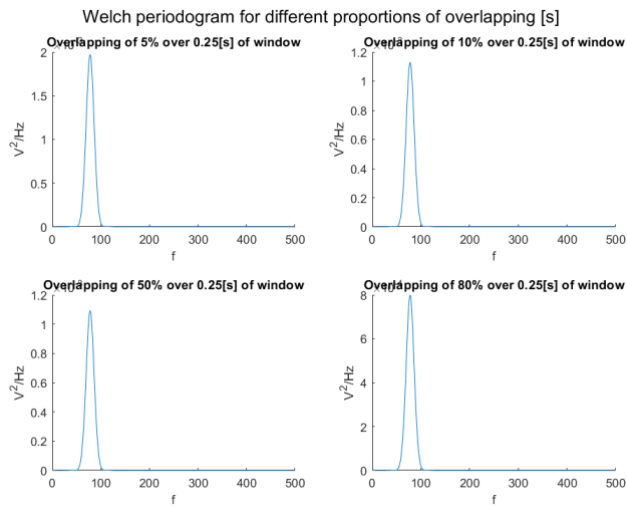 Welch periodogram for different proportions of overlapping [s]
Overlapping of 5% over 0.25[s] of window
2
1.5
1
0.5
0
V²/Hz
0 100 200 300 400 500
f
Overlapping of 10% over 0.25[s] of window
1.2
1
0.8
0.6
0.4
0.2
0
V²/Hz
0 100 200 300 400 500
f
Overlapping of 50% over 0.25[s] of window
1.2
1
0.8
0.6
0.4
0.2
0
V²/Hz
0 100 200 300 400 500
f
Overlapping of 80% over 0.25[s] of window
8
6
4
2
0
V²/Hz
0 100 200 300 400 500
f